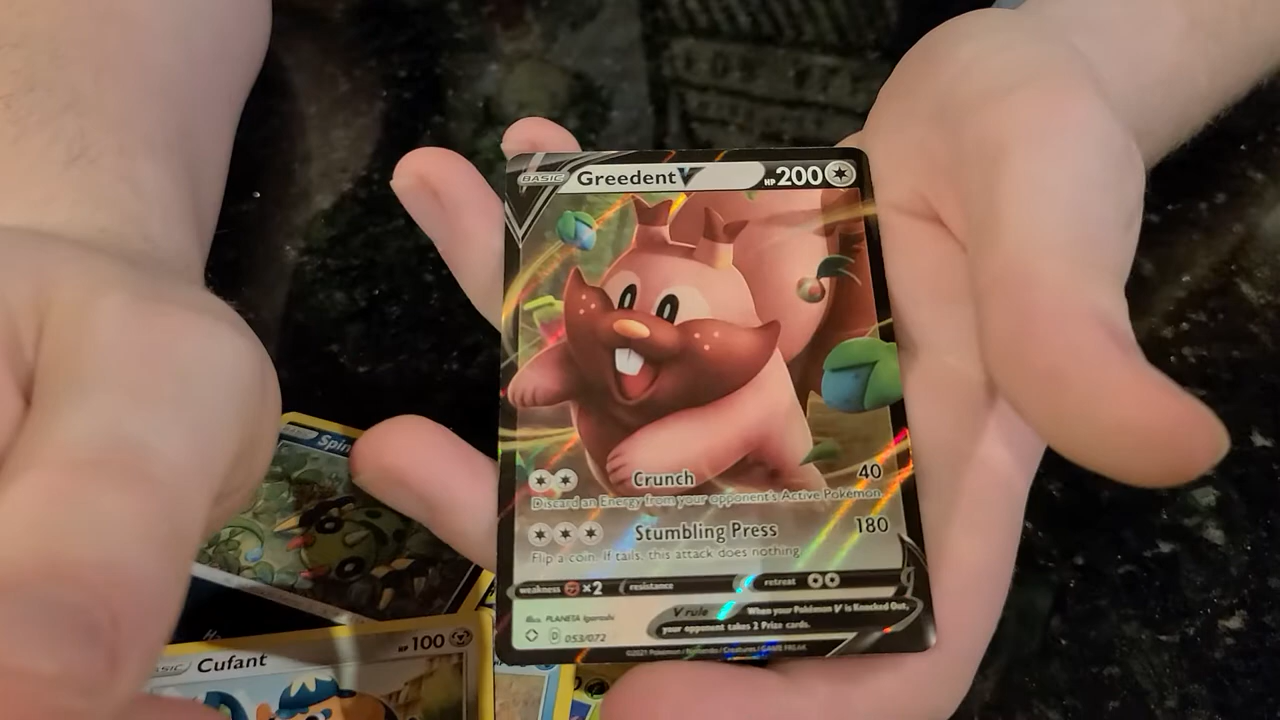 BASIC Greedent V HP 200
Crunch 40
Discard an Energy from your opponent's Active Pokémon.
Stumbling Press 180
Flip a coin. If tails, this attack does nothing.
weakness ×2 resistance retreat
Illus. PLANETA Igarashi
V rule When your Pokémon V is Knocked Out,
your opponent takes 2 Prize cards.
D 053/072
©2021 Pokémon / Nintendo / Creatures / GAME FREAK
Spin
BASIC Cufant HP 100